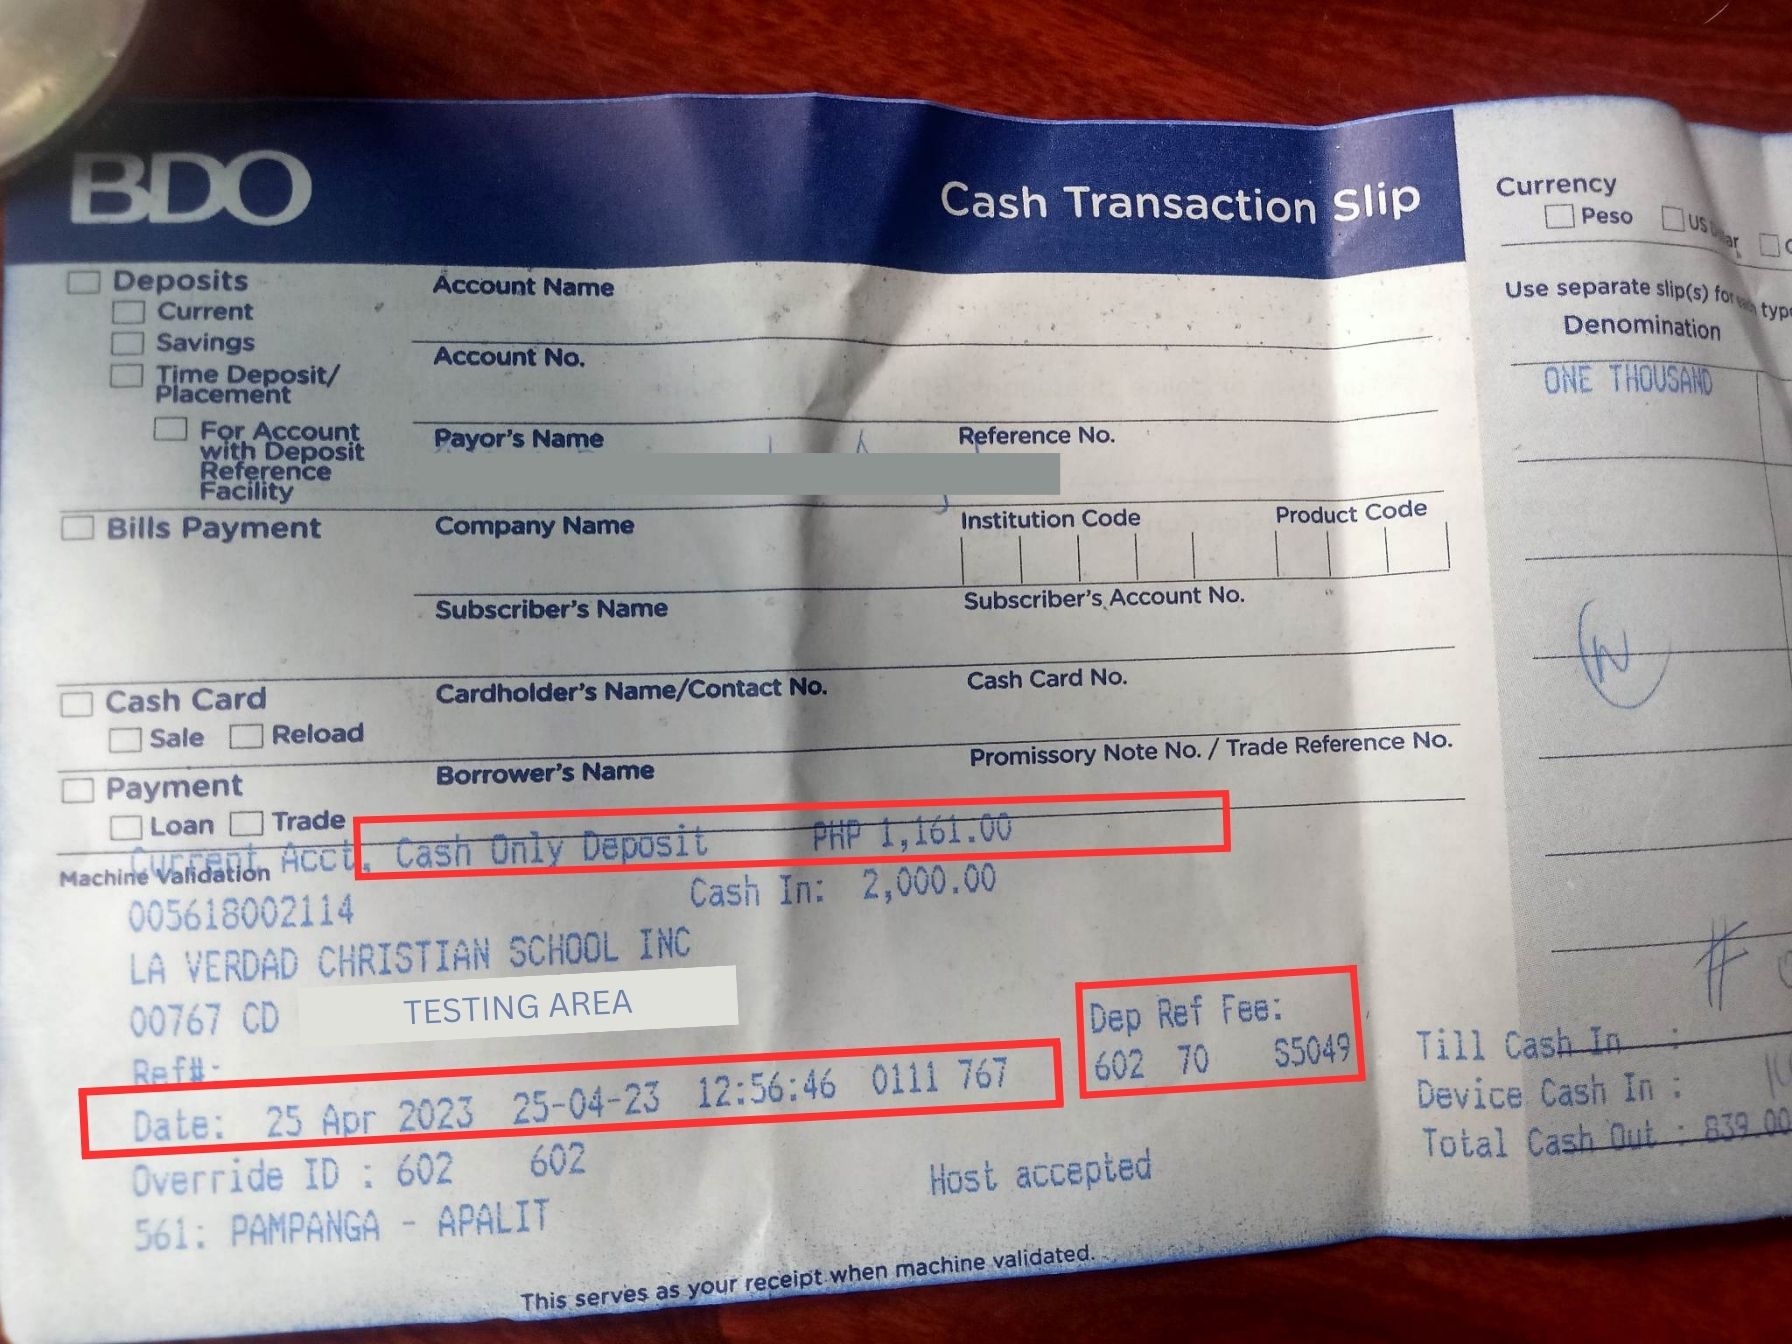 BDO
Cash Transaction Slip
Deposits
Current
Savings
Time Deposit/
Placement
For Account
with Deposit
Reference
Facility
Account Name
Account No.
Payor's Name
Reference No.
Bills Payment
Company Name
Institution Code
Product Code
Subscriber's Name
Subscriber's Account No.
Cash Card
Sale
Reload
Cardholder's Name/Contact No.
Cash Card No.
Payment
Loan
Trade
Borrower's Name
Promissory Note No. / Trade Reference No.
Machine Validation
Current Acct, Cash Only Deposit PHP 1,161.00
005618002114 Cash In: 2,000.00
LA VERDAD CHRISTIAN SCHOOL INC
00767 CD TESTING AREA
Ref#:
Dep Ref Fee:
602 70 S5049
Date: 25 Apr 2023 25-04-23 12:56:46 0111 767
Override ID : 602 602
Host accepted
561: PAMPANGA - APALIT
This serves as your receipt when machine validated.
Currency
Peso
US
Use separate slip(s) for
Denomination
ONE THOUSAND
#
Till Cash In :
Device Cash In :
Total Cash Out : 839.00